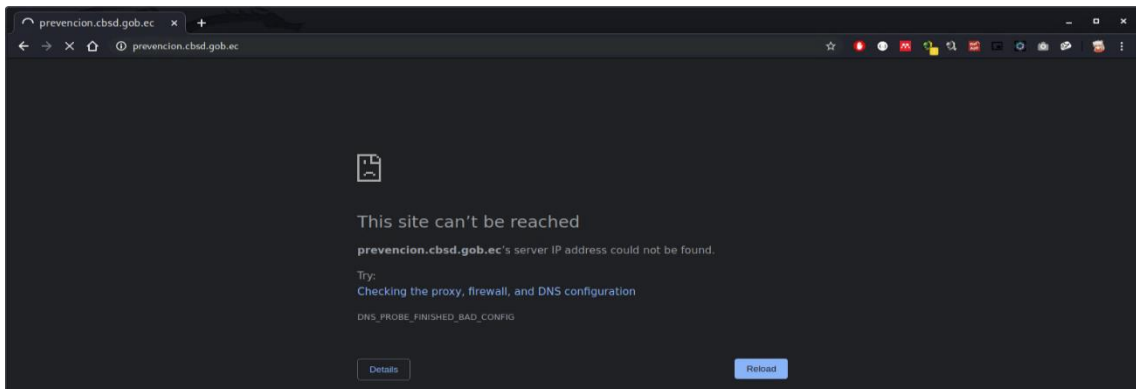 prevencion.cbsd.gob.ec
prevencion.cbsd.gob.ec
This site can't be reached
prevencion.cbsd.gob.ec's server IP address could not be found.
Try:
Checking the proxy, firewall, and DNS configuration
DNS_PROBE_FINISHED_BAD_CONFIG
Details Reload